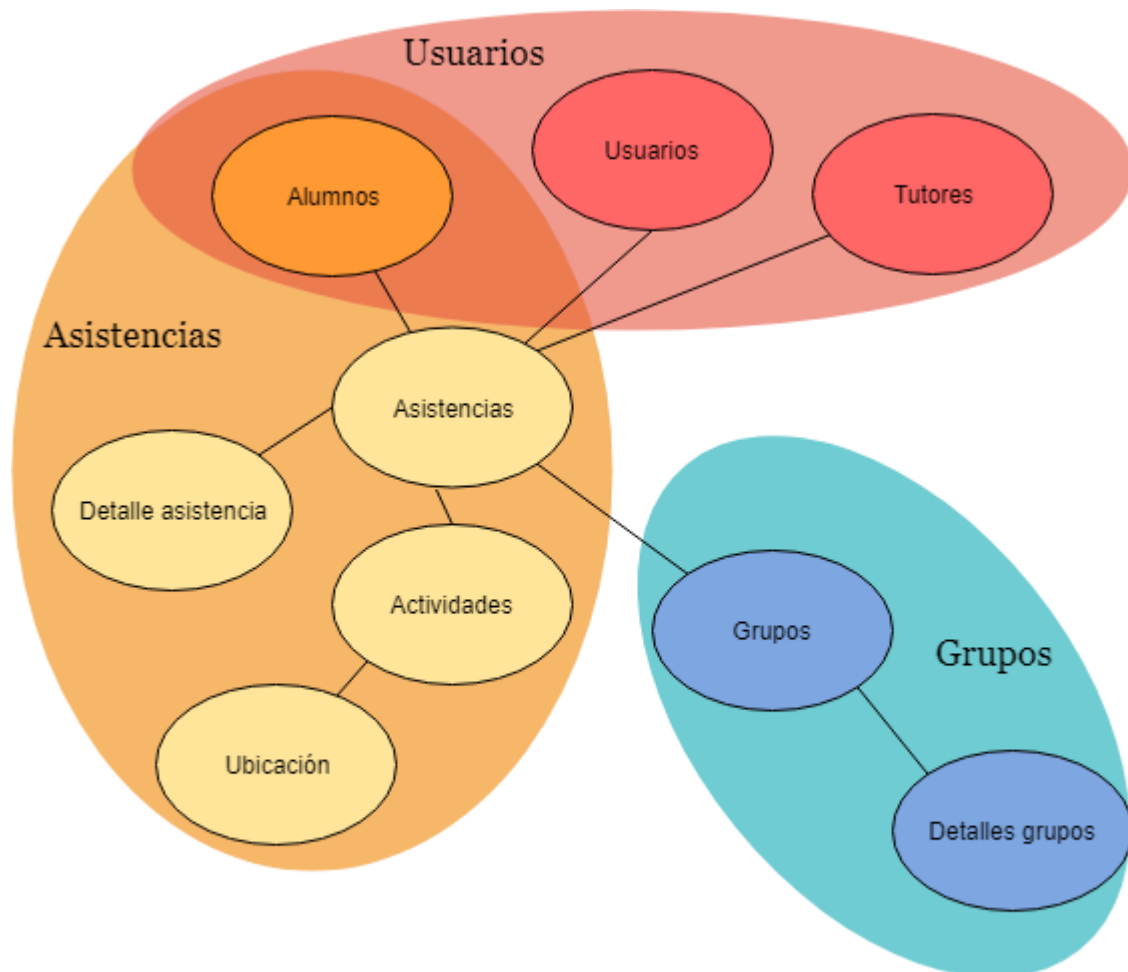 Usuarios
Usuarios
Alumnos
Tutores
Asistencias
Asistencias
Detalle asistencia
Actividades
Grupos
Grupos
Ubicación
Detalles grupos